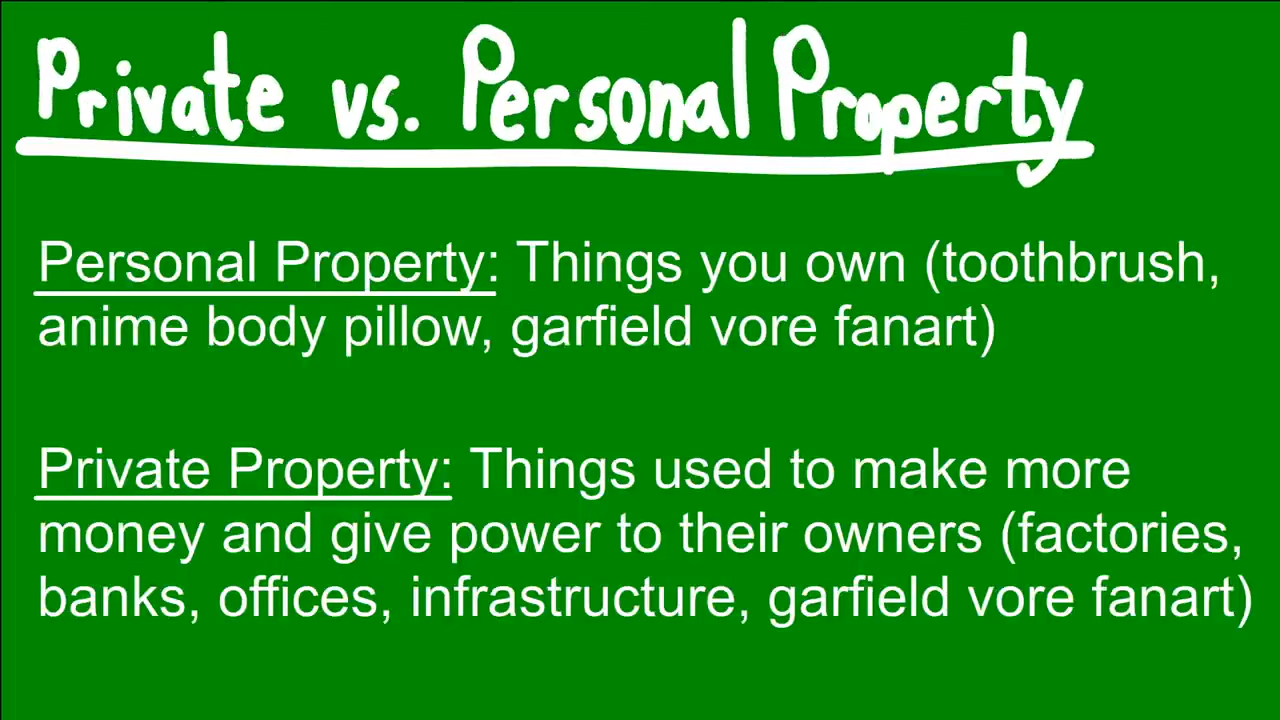 Private vs. Personal Property
Personal Property: Things you own (toothbrush,
anime body pillow, garfield vore fanart)
Private Property: Things used to make more
money and give power to their owners (factories,
banks, offices, infrastructure, garfield vore fanart)